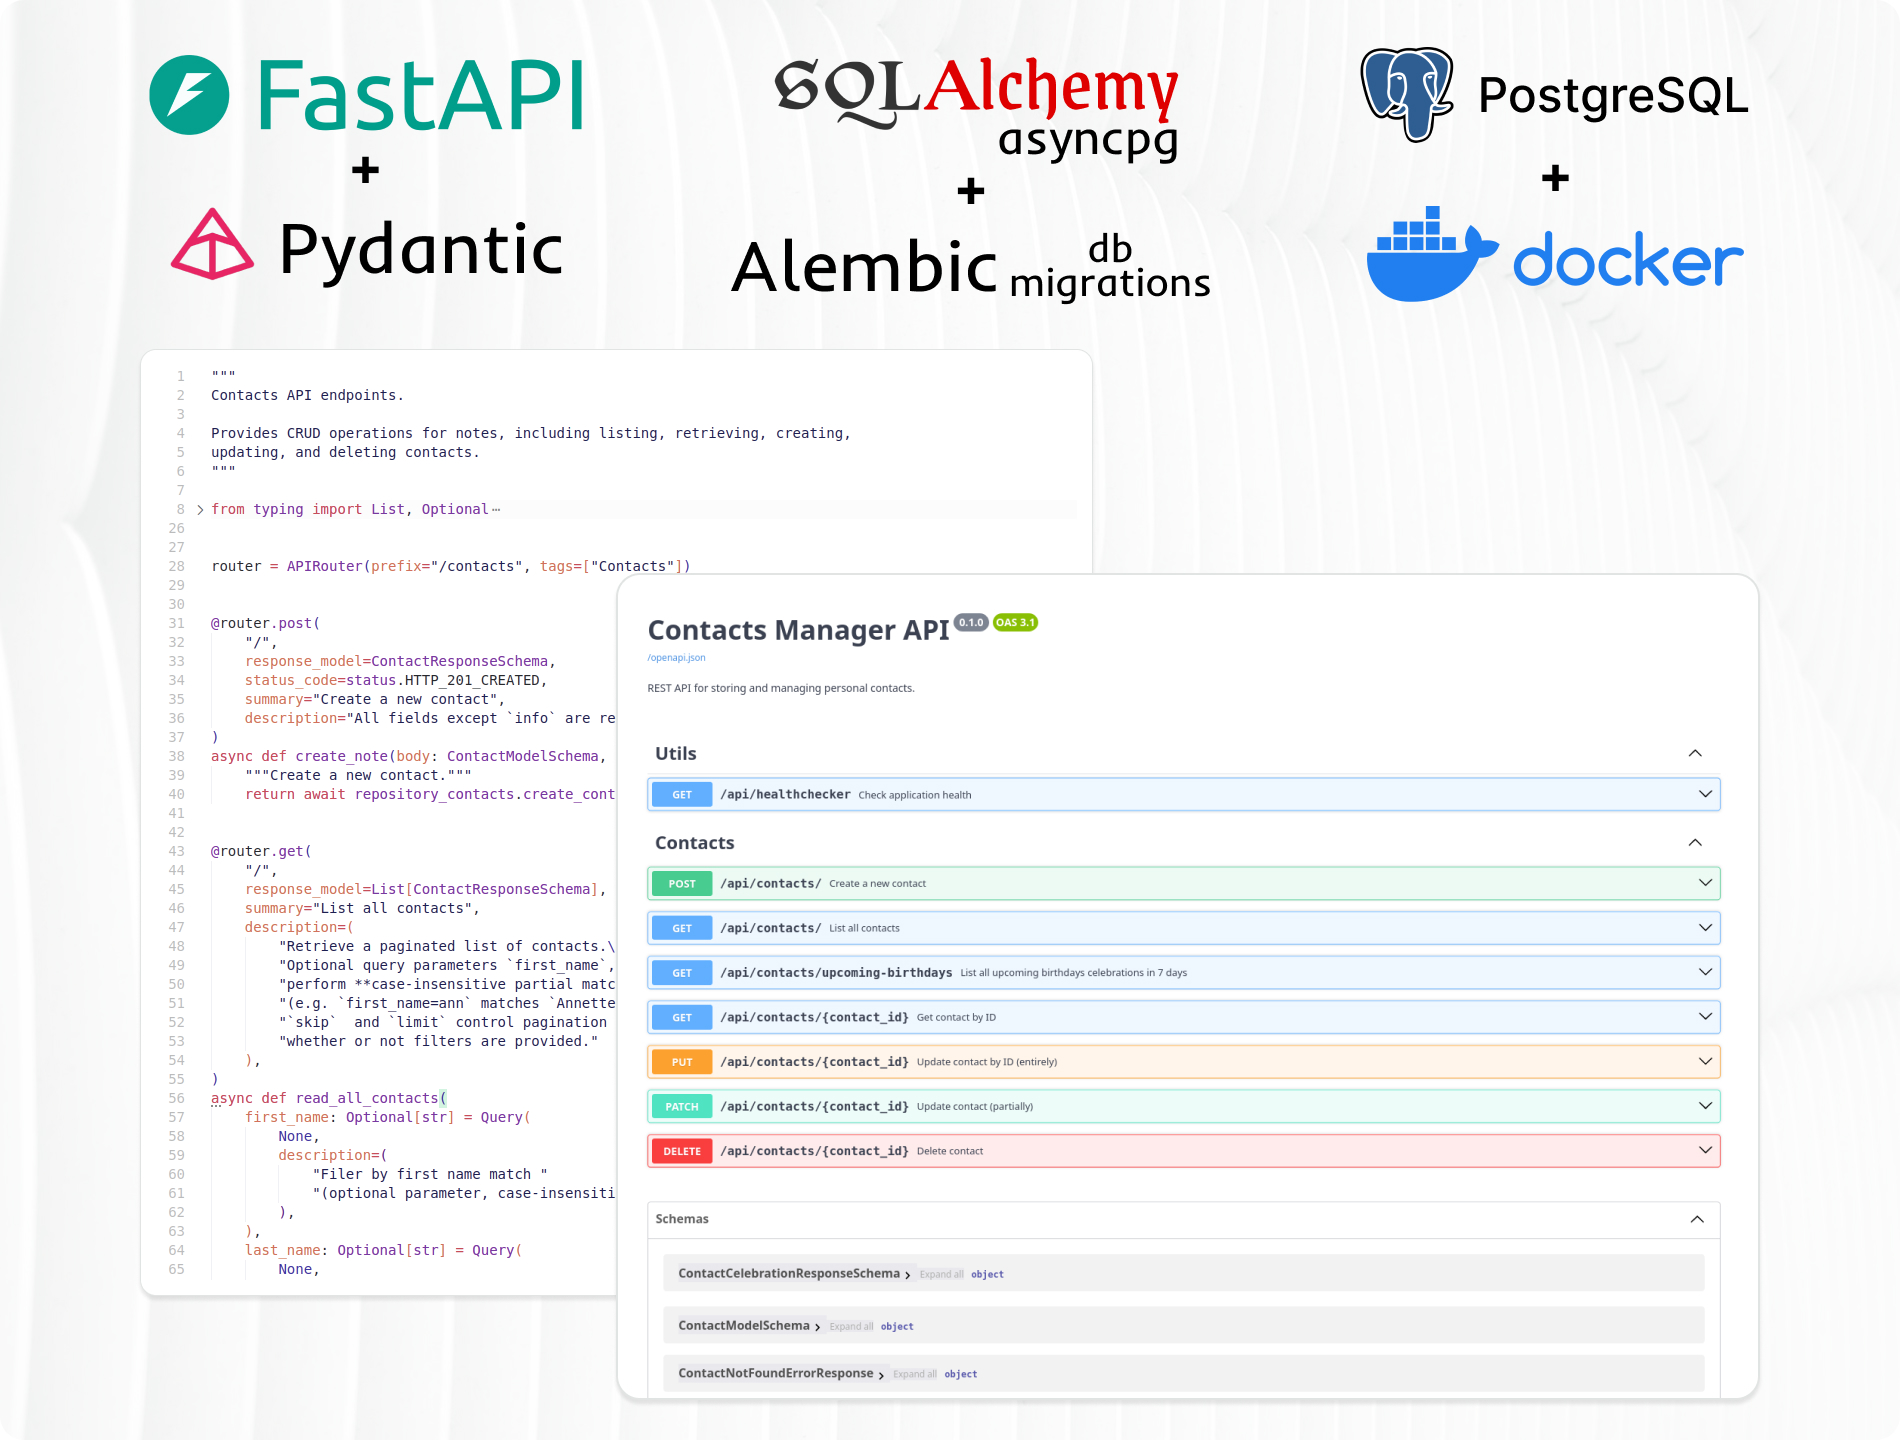 FastAPI
+
Pydantic
SQLAlchemy
asyncpg
+
Alembic db migrations
PostgreSQL
+
docker
1 """
2 Contacts API endpoints.
3
4 Provides CRUD operations for notes, including listing, retrieving, creating,
5 updating, and deleting contacts.
6 """
7
8 from typing import List, Optional…
26
27
28 router = APIRouter(prefix="/contacts", tags=["Contacts"])
29
30
31 @router.post(
32     "/",
33     response_model=ContactResponseSchema,
34     status_code=status.HTTP_201_CREATED,
35     summary="Create a new contact",
36     description="All fields except `info` are re
37 )
38 async def create_note(body: ContactModelSchema,
39     """Create a new contact."""
40     return await repository_contacts.create_cont
41
42
43 @router.get(
44     "/",
45     response_model=List[ContactResponseSchema],
46     summary="List all contacts",
47     description=(
48         "Retrieve a paginated list of contacts.\
49         "Optional query parameters `first_name`,
50         "perform **case-insensitive partial matc
51         "(e.g. `first_name=ann` matches `Annette
52         "`skip`  and `limit` control pagination
53         "whether or not filters are provided."
54     ),
55 )
56 async def read_all_contacts(
57     first_name: Optional[str] = Query(
58         None,
59         description=(
60             "Filer by first name match "
61             "(optional parameter, case-insensiti
62         ),
63     ),
64     last_name: Optional[str] = Query(
65         None,
Contacts Manager API 0.1.0 OAS 3.1
/openapi.json
REST API for storing and managing personal contacts.
Utils
GET /api/healthchecker Check application health
Contacts
POST /api/contacts/ Create a new contact
GET /api/contacts/ List all contacts
GET /api/contacts/upcoming-birthdays List all upcoming birthdays celebrations in 7 days
GET /api/contacts/{contact_id} Get contact by ID
PUT /api/contacts/{contact_id} Update contact by ID (entirely)
PATCH /api/contacts/{contact_id} Update contact (partially)
DELETE /api/contacts/{contact_id} Delete contact
Schemas
ContactCelebrationResponseSchema Expand all object
ContactModelSchema Expand all object
ContactNotFoundErrorResponse Expand all object